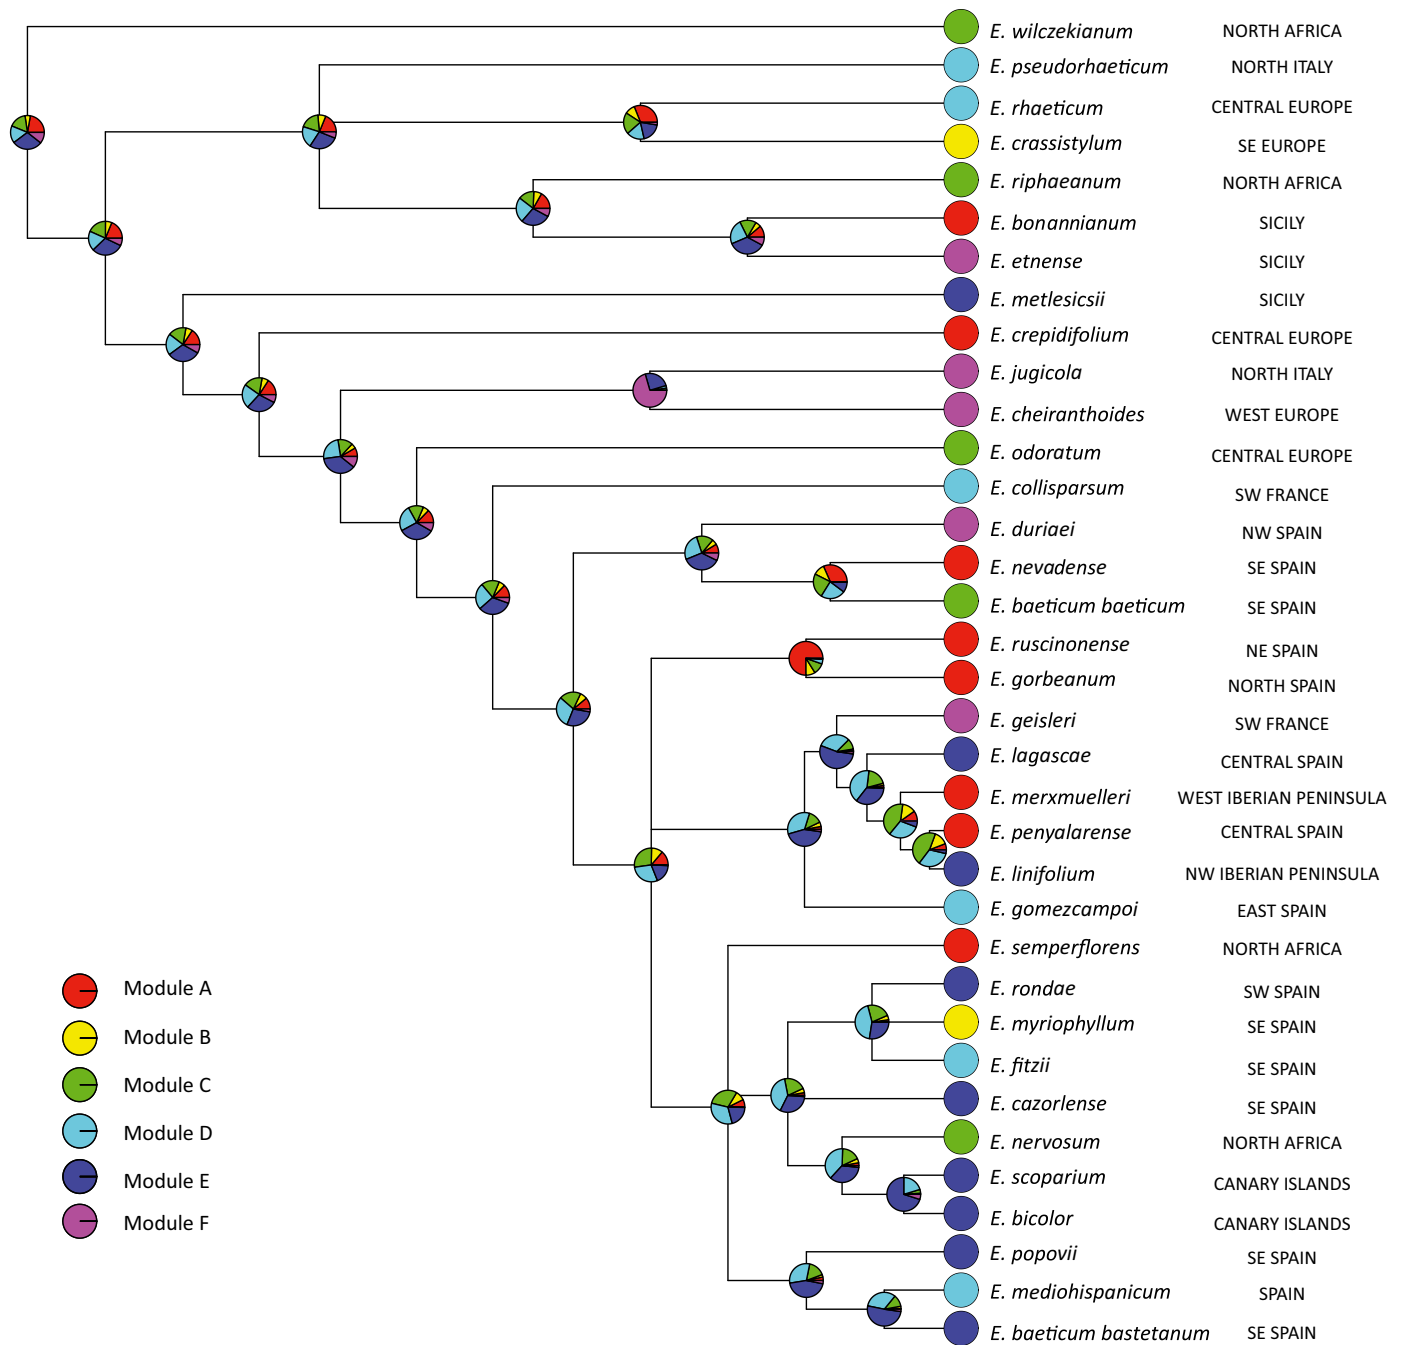 E. wilczekianum NORTH AFRICA
E. pseudorhaeticum NORTH ITALY
E. rhaeticum CENTRAL EUROPE
E. crassistylum SE EUROPE
E. riphaeanum NORTH AFRICA
E. bonannianum SICILY
E. etnense SICILY
E. metlesicsii SICILY
E. crepidifolium CENTRAL EUROPE
E. jugicola NORTH ITALY
E. cheiranthoides WEST EUROPE
E. odoratum CENTRAL EUROPE
E. collisparsum SW FRANCE
E. duriaei NW SPAIN
E. nevadense SE SPAIN
E. baeticum baeticum SE SPAIN
E. ruscinonense NE SPAIN
E. gorbeanum NORTH SPAIN
E. geisleri SW FRANCE
E. lagascae CENTRAL SPAIN
E. merxmuelleri WEST IBERIAN PENINSULA
E. penyalarense CENTRAL SPAIN
E. linifolium NW IBERIAN PENINSULA
E. gomezcampoi EAST SPAIN
E. semperflorens NORTH AFRICA
E. rondae SW SPAIN
E. myriophyllum SE SPAIN
E. fitzii SE SPAIN
E. cazorlense SE SPAIN
E. nervosum NORTH AFRICA
E. scoparium CANARY ISLANDS
E. bicolor CANARY ISLANDS
E. popovii SE SPAIN
E. mediohispanicum SPAIN
E. baeticum bastetanum SE SPAIN
Module A
Module B
Module C
Module D
Module E
Module F